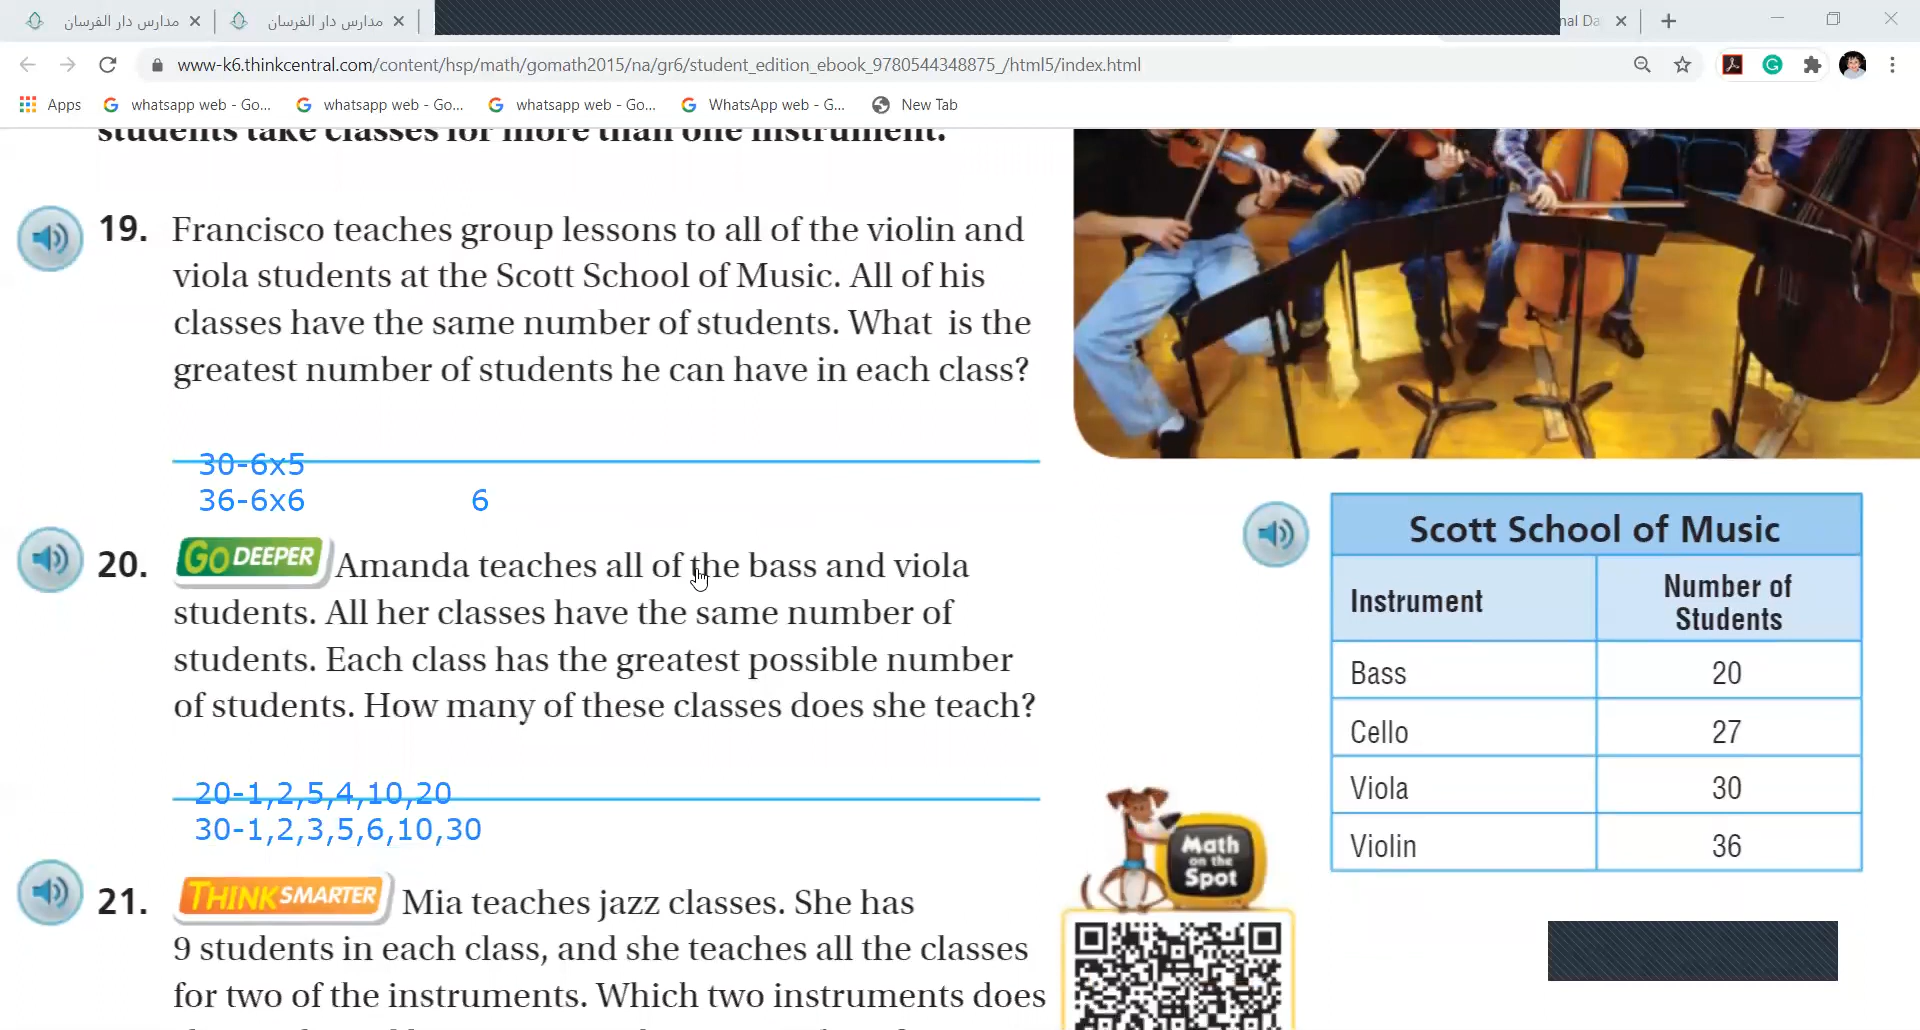 مدارس دار الفرسان
مدارس دار الفرسان
www-k6.thinkcentral.com/content/hsp/math/gomath2015/na/gr6/student_edition_ebook_9780544348875_/html5/index.html
Apps
whatsapp web - Go...
whatsapp web - Go...
whatsapp web - Go...
WhatsApp web - G...
New Tab
students take classes for more than one instrument.
19. Francisco teaches group lessons to all of the violin and
viola students at the Scott School of Music. All of his
classes have the same number of students. What is the
greatest number of students he can have in each class?
30-6x5
36-6x6 6
20. GO DEEPER Amanda teaches all of the bass and viola
students. All her classes have the same number of
students. Each class has the greatest possible number
of students. How many of these classes does she teach?
20-1,2,5,4,10,20
30-1,2,3,5,6,10,30
21. THINK SMARTER Mia teaches jazz classes. She has
9 students in each class, and she teaches all the classes
for two of the instruments. Which two instruments does
Math
on the
Spot
Scott School of Music
Instrument Number of Students
Bass 20
Cello 27
Viola 30
Violin 36